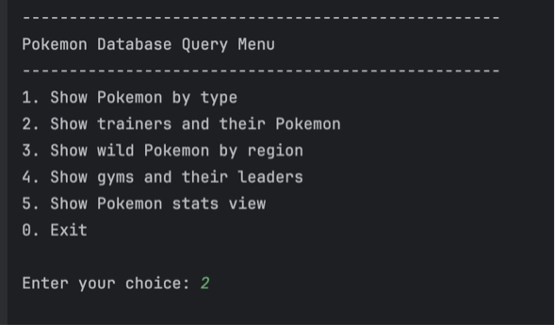 ---------------------------------------------------
Pokemon Database Query Menu
---------------------------------------------------
1. Show Pokemon by type
2. Show trainers and their Pokemon
3. Show wild Pokemon by region
4. Show gyms and their leaders
5. Show Pokemon stats view
0. Exit
Enter your choice: 2